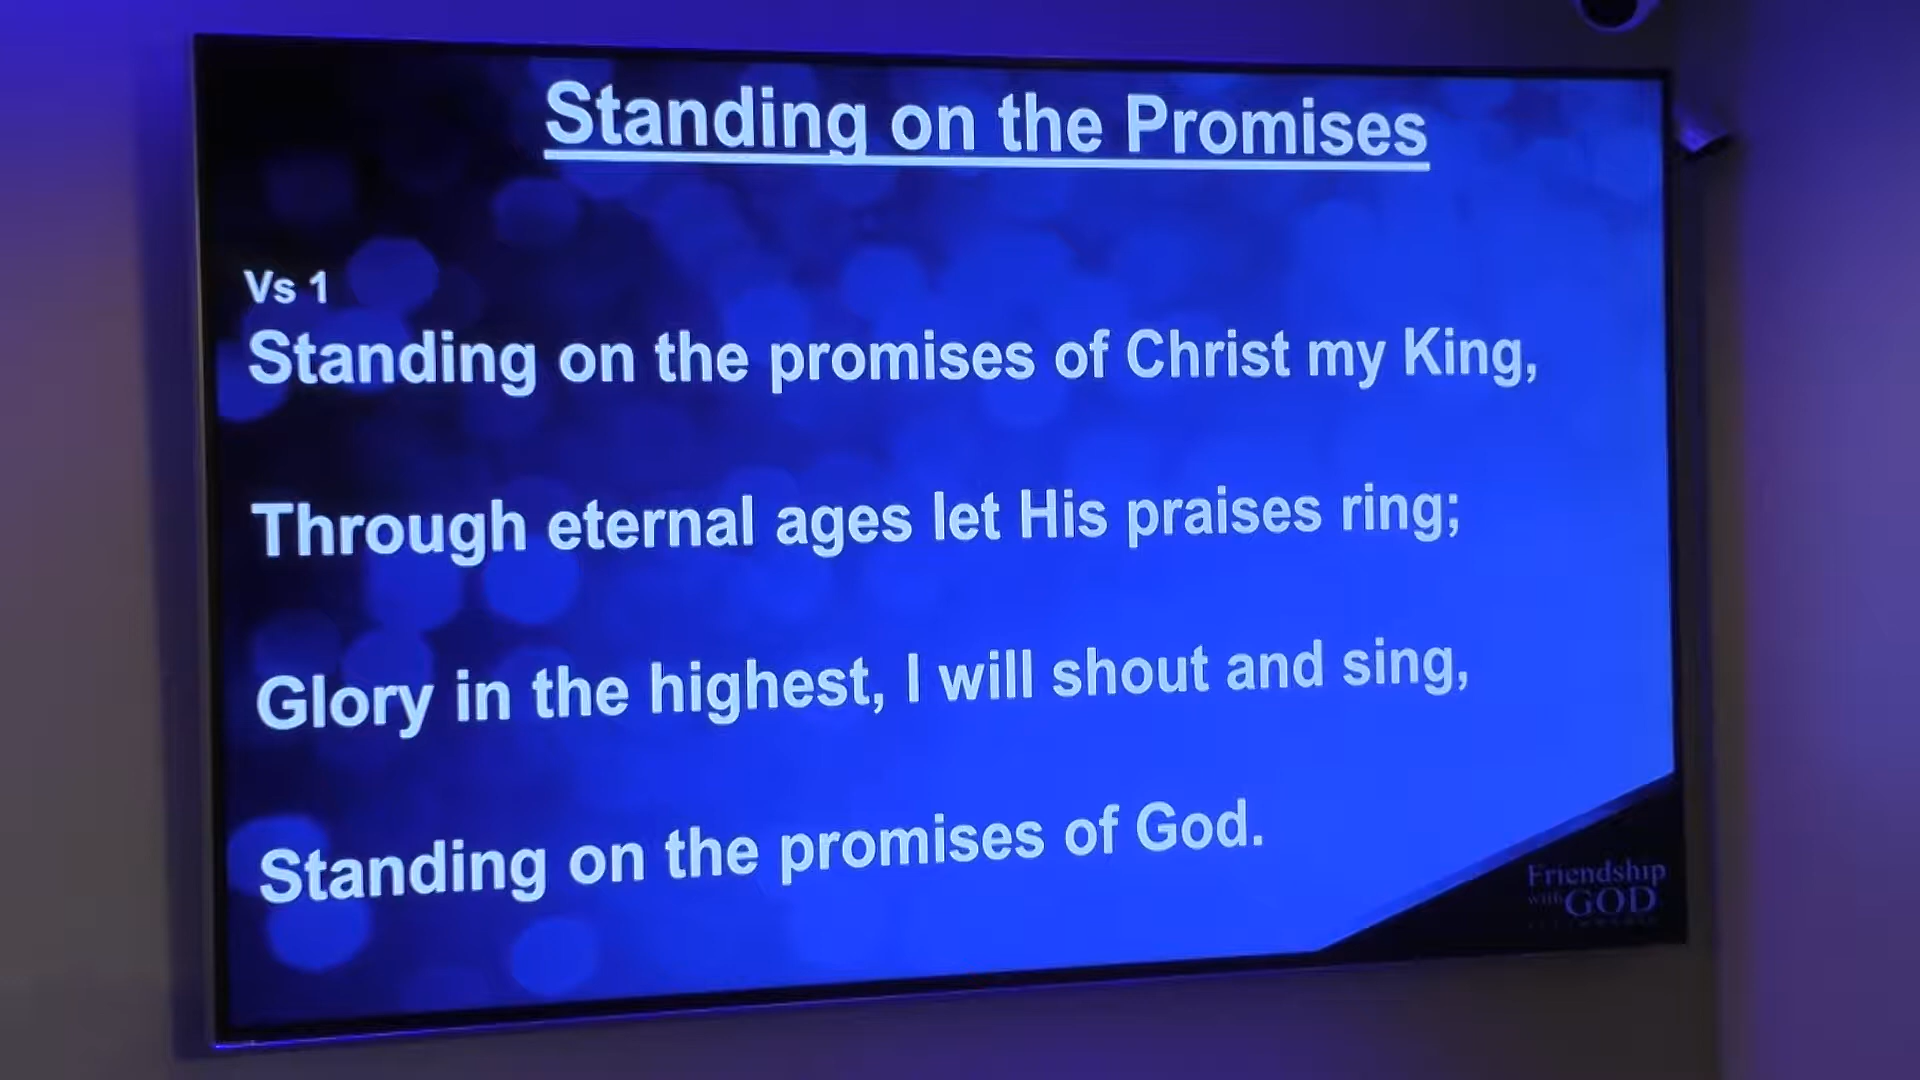 Standing on the Promises
Vs 1
Standing on the promises of Christ my King,
Through eternal ages let His praises ring;
Glory in the highest, I will shout and sing,
Standing on the promises of God.
Friendship
with GOD